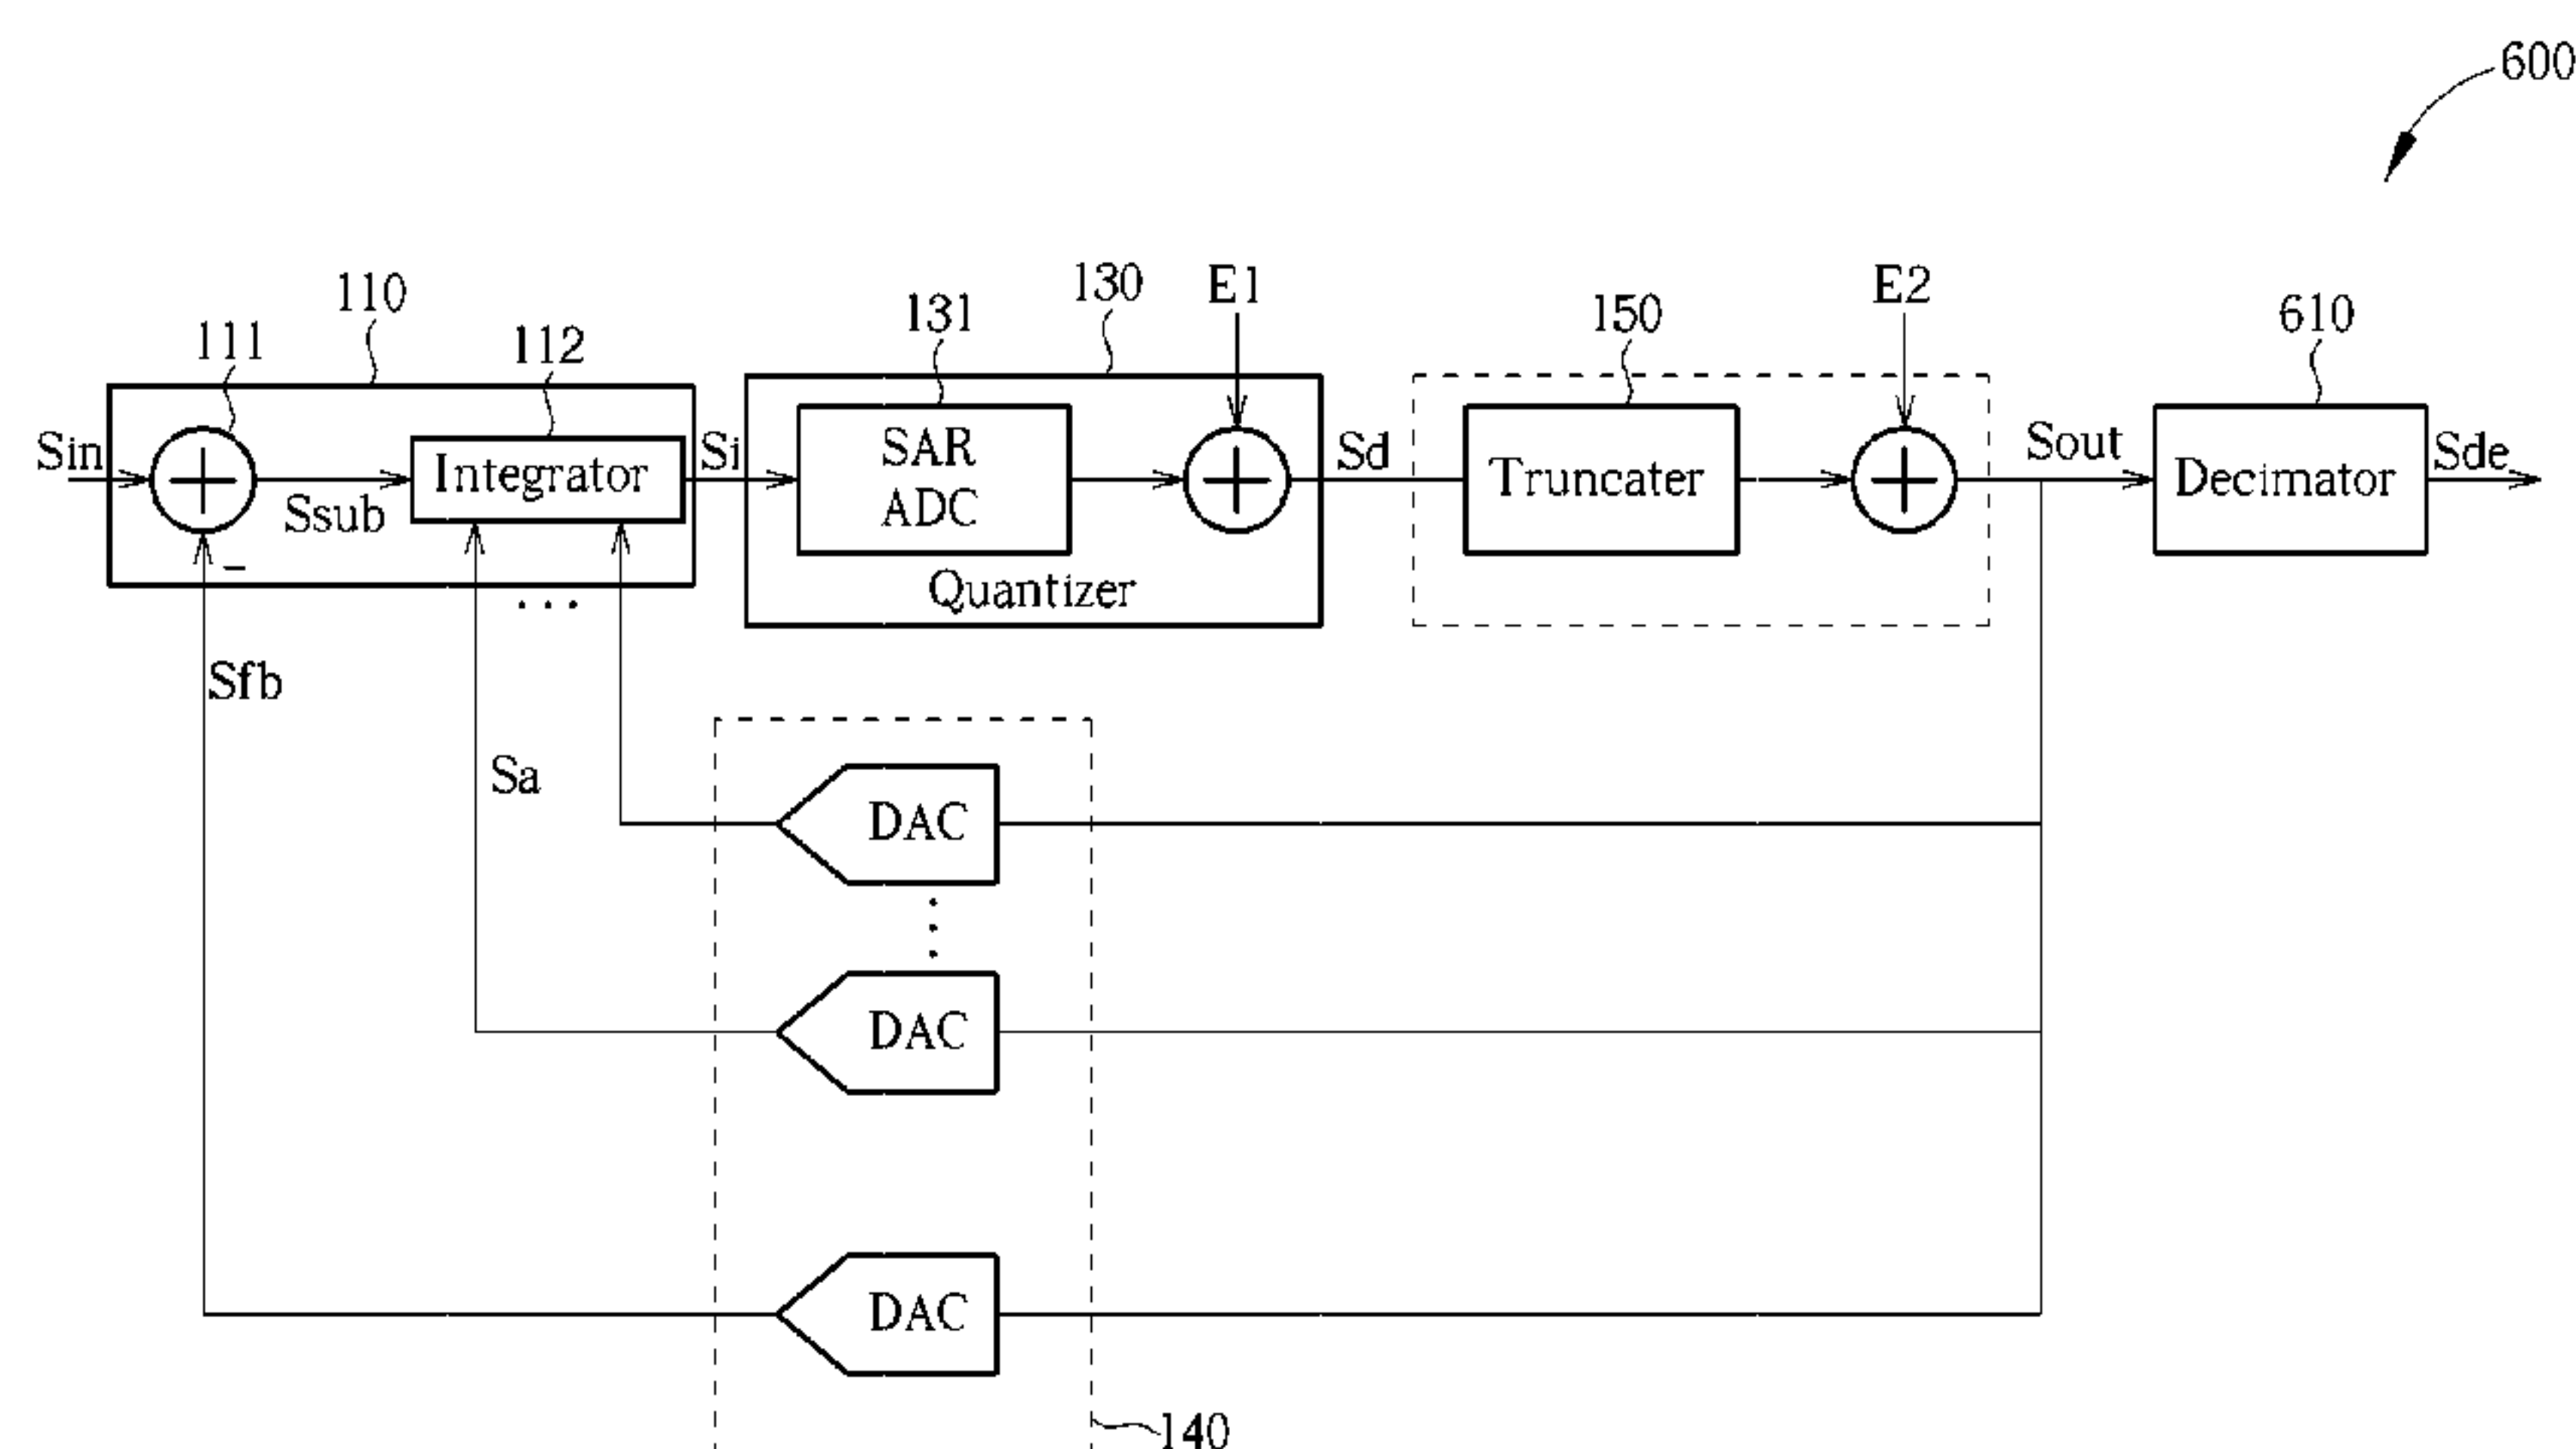 600
110
130
E1
E2
111
112
131
150
610
Sin
Ssub
Integrator
Si
SAR
ADC
Quantizer
Sd
Truncater
Sout
Decimator
Sde
-
...
Sfb
Sa
DAC
DAC
DAC
140